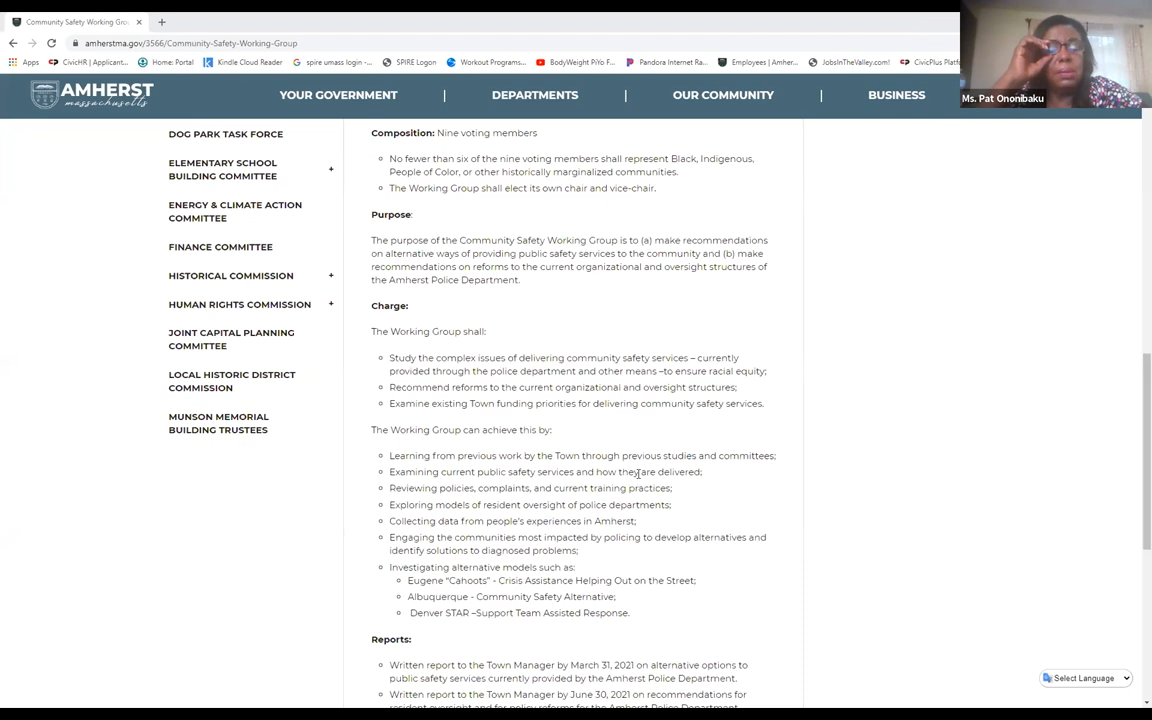 Community Safety Working Grou
amherstma.gov/3566/Community-Safety-Working-Group
Apps
CivicHR | Applicant...
Home: Portal
Kindle Cloud Reader
spire umass login -...
SPIRE Logon
Workout Programs...
BodyWeight PiYo F...
Pandora Internet Ra...
Employees | Amher...
JobsInTheValley.com!
CivicPlus Platf
Ms. Pat Ononibaku
AMHERST
massachusetts
YOUR GOVERNMENT
DEPARTMENTS
OUR COMMUNITY
BUSINESS
DOG PARK TASK FORCE
ELEMENTARY SCHOOL
BUILDING COMMITTEE
+
ENERGY & CLIMATE ACTION
COMMITTEE
FINANCE COMMITTEE
HISTORICAL COMMISSION
+
HUMAN RIGHTS COMMISSION
+
JOINT CAPITAL PLANNING
COMMITTEE
LOCAL HISTORIC DISTRICT
COMMISSION
MUNSON MEMORIAL
BUILDING TRUSTEES
Composition: Nine voting members
No fewer than six of the nine voting members shall represent Black, Indigenous,
People of Color, or other historically marginalized communities.
The Working Group shall elect its own chair and vice-chair.
Purpose:
The purpose of the Community Safety Working Group is to (a) make recommendations
on alternative ways of providing public safety services to the community and (b) make
recommendations on reforms to the current organizational and oversight structures of
the Amherst Police Department.
Charge:
The Working Group shall:
Study the complex issues of delivering community safety services – currently
provided through the police department and other means –to ensure racial equity;
Recommend reforms to the current organizational and oversight structures;
Examine existing Town funding priorities for delivering community safety services.
The Working Group can achieve this by:
Learning from previous work by the Town through previous studies and committees;
Examining current public safety services and how they are delivered;
Reviewing policies, complaints, and current training practices;
Exploring models of resident oversight of police departments;
Collecting data from people's experiences in Amherst;
Engaging the communities most impacted by policing to develop alternatives and
identify solutions to diagnosed problems;
Investigating alternative models such as:
Eugene "Cahoots" - Crisis Assistance Helping Out on the Street;
Albuquerque - Community Safety Alternative;
Denver STAR –Support Team Assisted Response.
Reports:
Written report to the Town Manager by March 31, 2021 on alternative options to
public safety services currently provided by the Amherst Police Department.
Written report to the Town Manager by June 30, 2021 on recommendations for
resident oversight and for policy reforms for the Amherst Police Department
Select Language